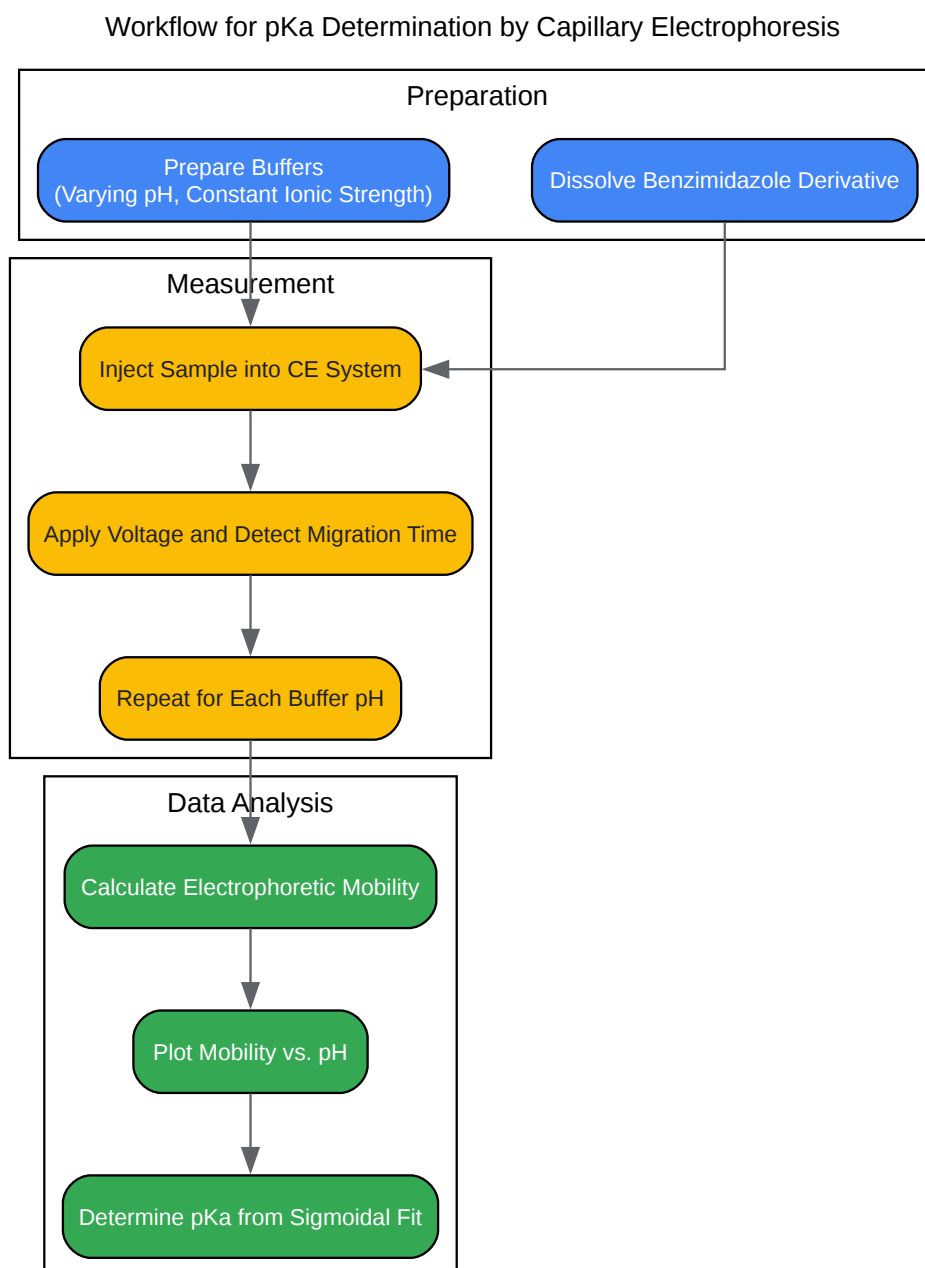 Workflow for pKa Determination by Capillary Electrophoresis
Preparation
Prepare Buffers
(Varying pH, Constant Ionic Strength)
Dissolve Benzimidazole Derivative
Measurement
Inject Sample into CE System
Apply Voltage and Detect Migration Time
Repeat for Each Buffer pH
Data Analysis
Calculate Electrophoretic Mobility
Plot Mobility vs. pH
Determine pKa from Sigmoidal Fit